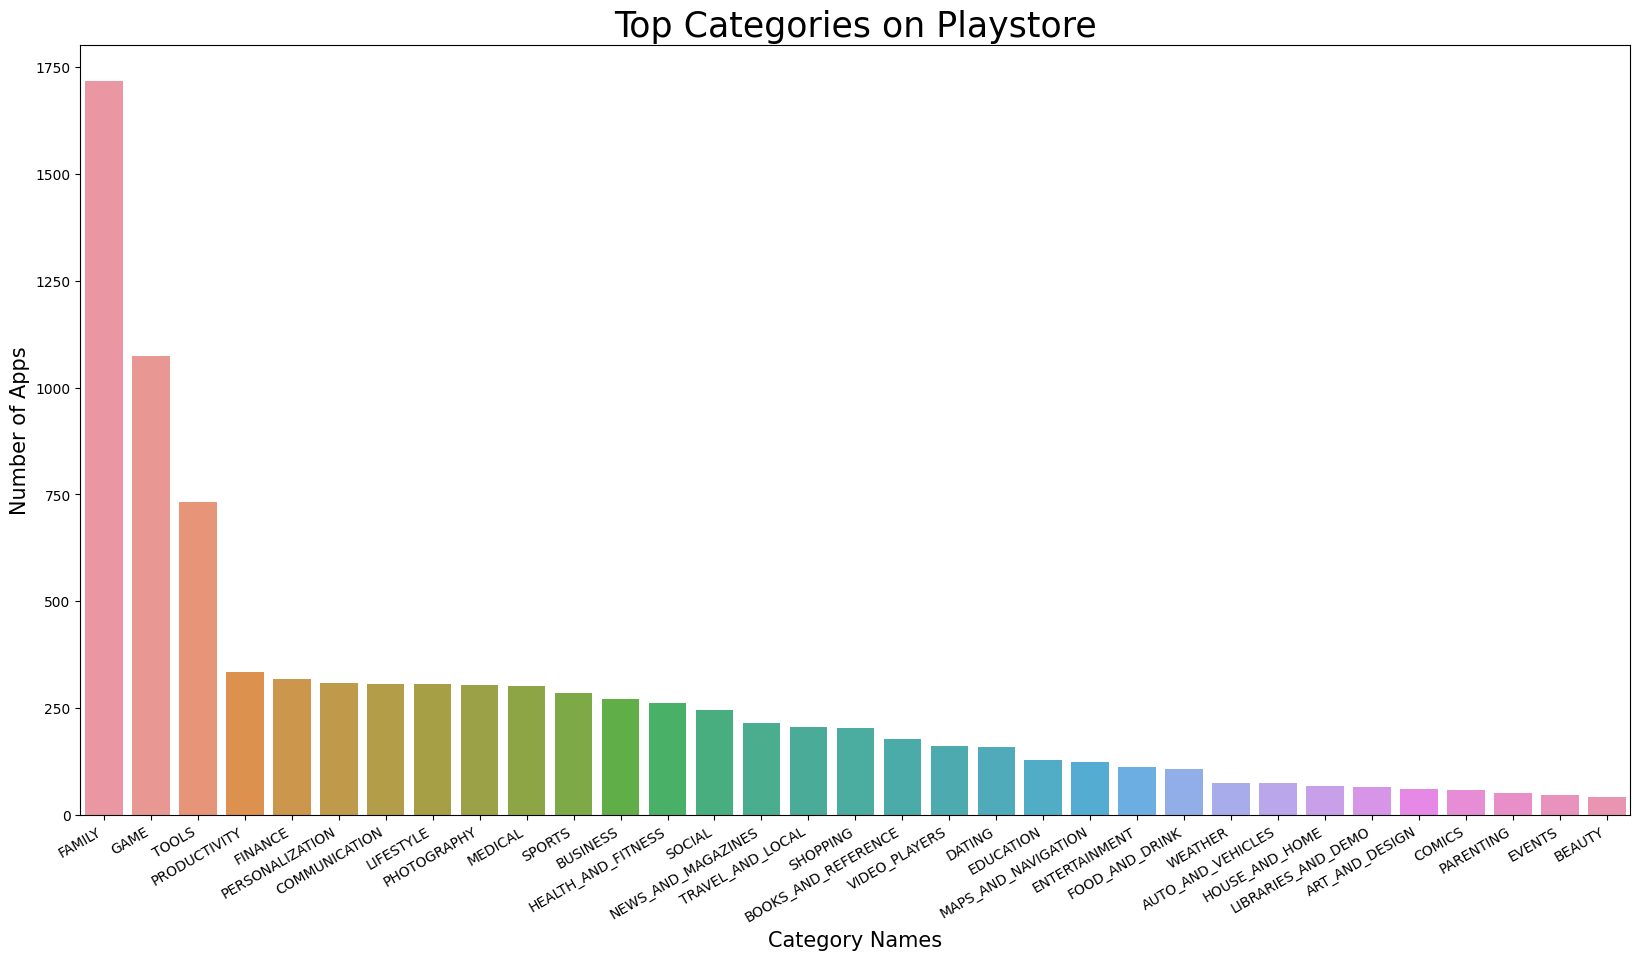 Top Categories on Playstore
Number of Apps
1750
1500
1250
1000
750
500
250
0
FAMILY
GAME
TOOLS
PRODUCTIVITY
FINANCE
PERSONALIZATION
COMMUNICATION
LIFESTYLE
PHOTOGRAPHY
MEDICAL
SPORTS
BUSINESS
HEALTH_AND_FITNESS
SOCIAL
NEWS_AND_MAGAZINES
TRAVEL_AND_LOCAL
SHOPPING
BOOKS_AND_REFERENCE
VIDEO_PLAYERS
DATING
EDUCATION
MAPS_AND_NAVIGATION
ENTERTAINMENT
FOOD_AND_DRINK
WEATHER
AUTO_AND_VEHICLES
HOUSE_AND_HOME
LIBRARIES_AND_DEMO
ART_AND_DESIGN
COMICS
PARENTING
EVENTS
BEAUTY
Category Names